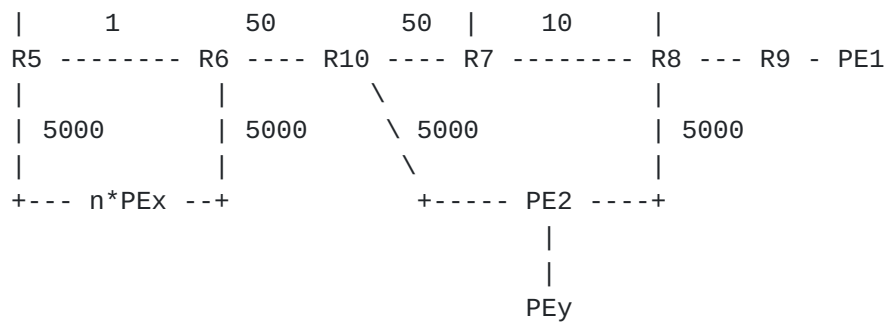 |     1        50        50  |    10      |
R5 -------- R6 ---- R10 ---- R7 -------- R8 --- R9 - PE1
|            |         \                 |
| 5000       | 5000     \ 5000           | 5000
|            |           \               |
+--- n*PEx --+            +----- PE2 ----+
                                  |
                                  |
                                 PEy